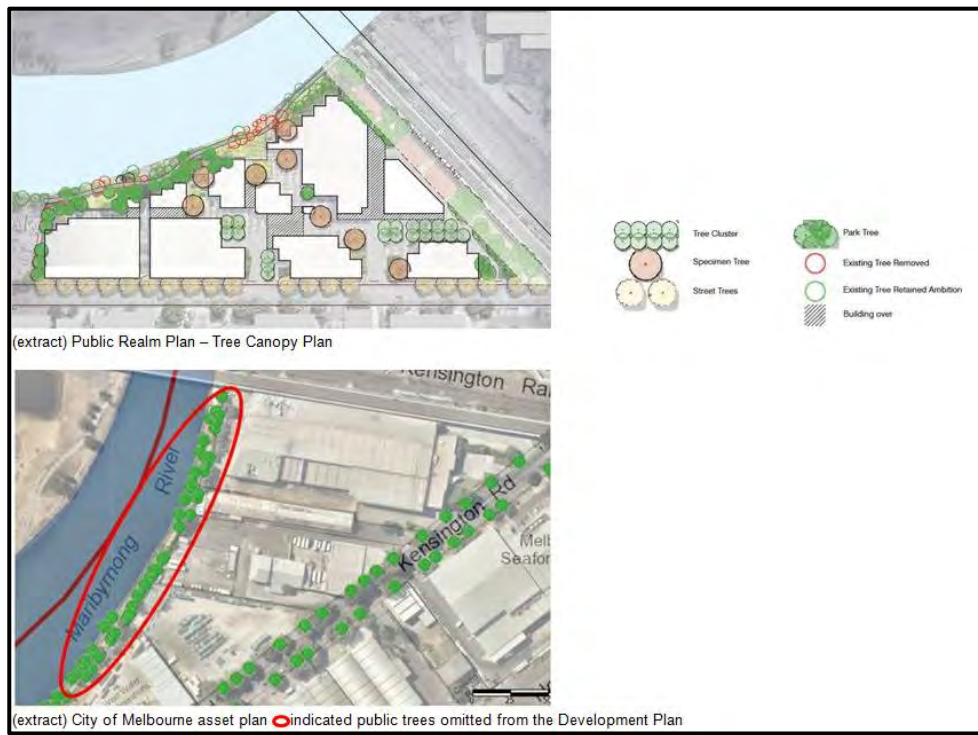 Tree Cluster
Specimen Tree
Street Trees
Park Tree
Existing Tree Removed
Existing Tree Retained Ambition
Building over
(extract) Public Realm Plan – Tree Canopy Plan
Kensington Ra
Maribyrnong River
Kensington Rd
Melb
Seafo
(extract) City of Melbourne asset plan indicated public trees omitted from the Development Plan